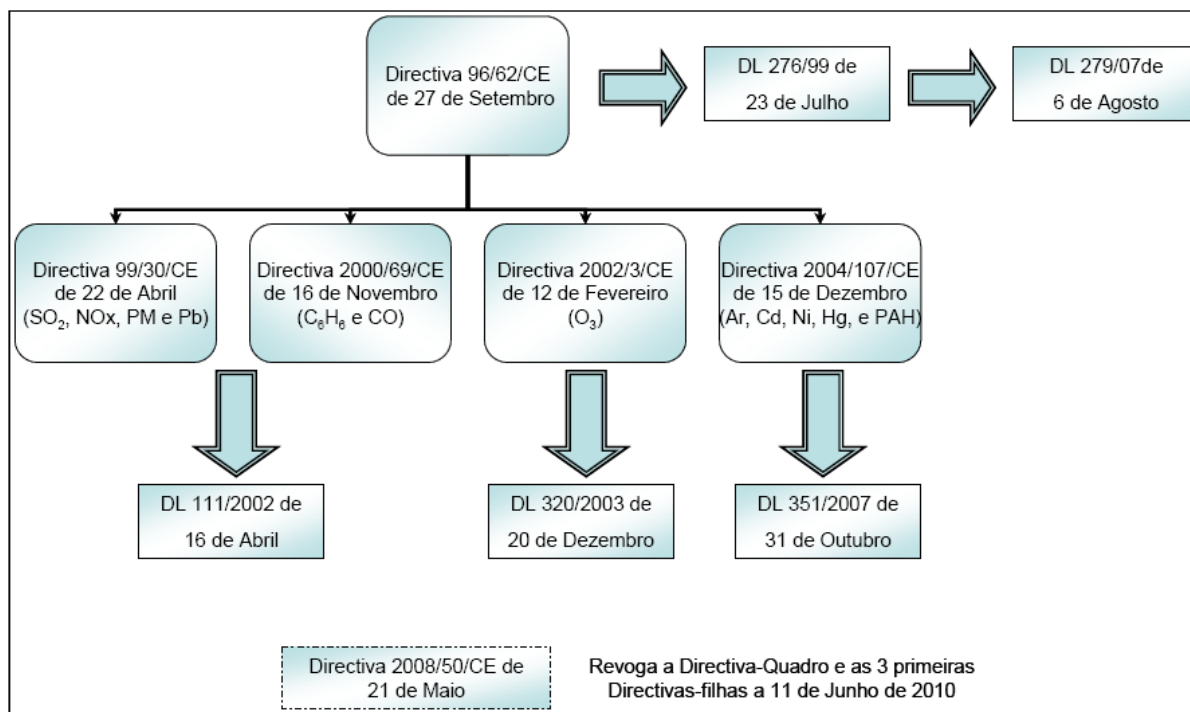 Directiva 96/62/CE
de 27 de Setembro
DL 276/99 de
23 de Julho
DL 279/07de
6 de Agosto
Directiva 99/30/CE
de 22 de Abril
(SO₂, NOx, PM e Pb)
Directiva 2000/69/CE
de 16 de Novembro
(C₆H₆ e CO)
Directiva 2002/3/CE
de 12 de Fevereiro
(O₃)
Directiva 2004/107/CE
de 15 de Dezembro
(Ar, Cd, Ni, Hg, e PAH)
DL 111/2002 de
16 de Abril
DL 320/2003 de
20 de Dezembro
DL 351/2007 de
31 de Outubro
Directiva 2008/50/CE de
21 de Maio
Revoga a Directiva-Quadro e as 3 primeiras
Directivas-filhas a 11 de Junho de 2010